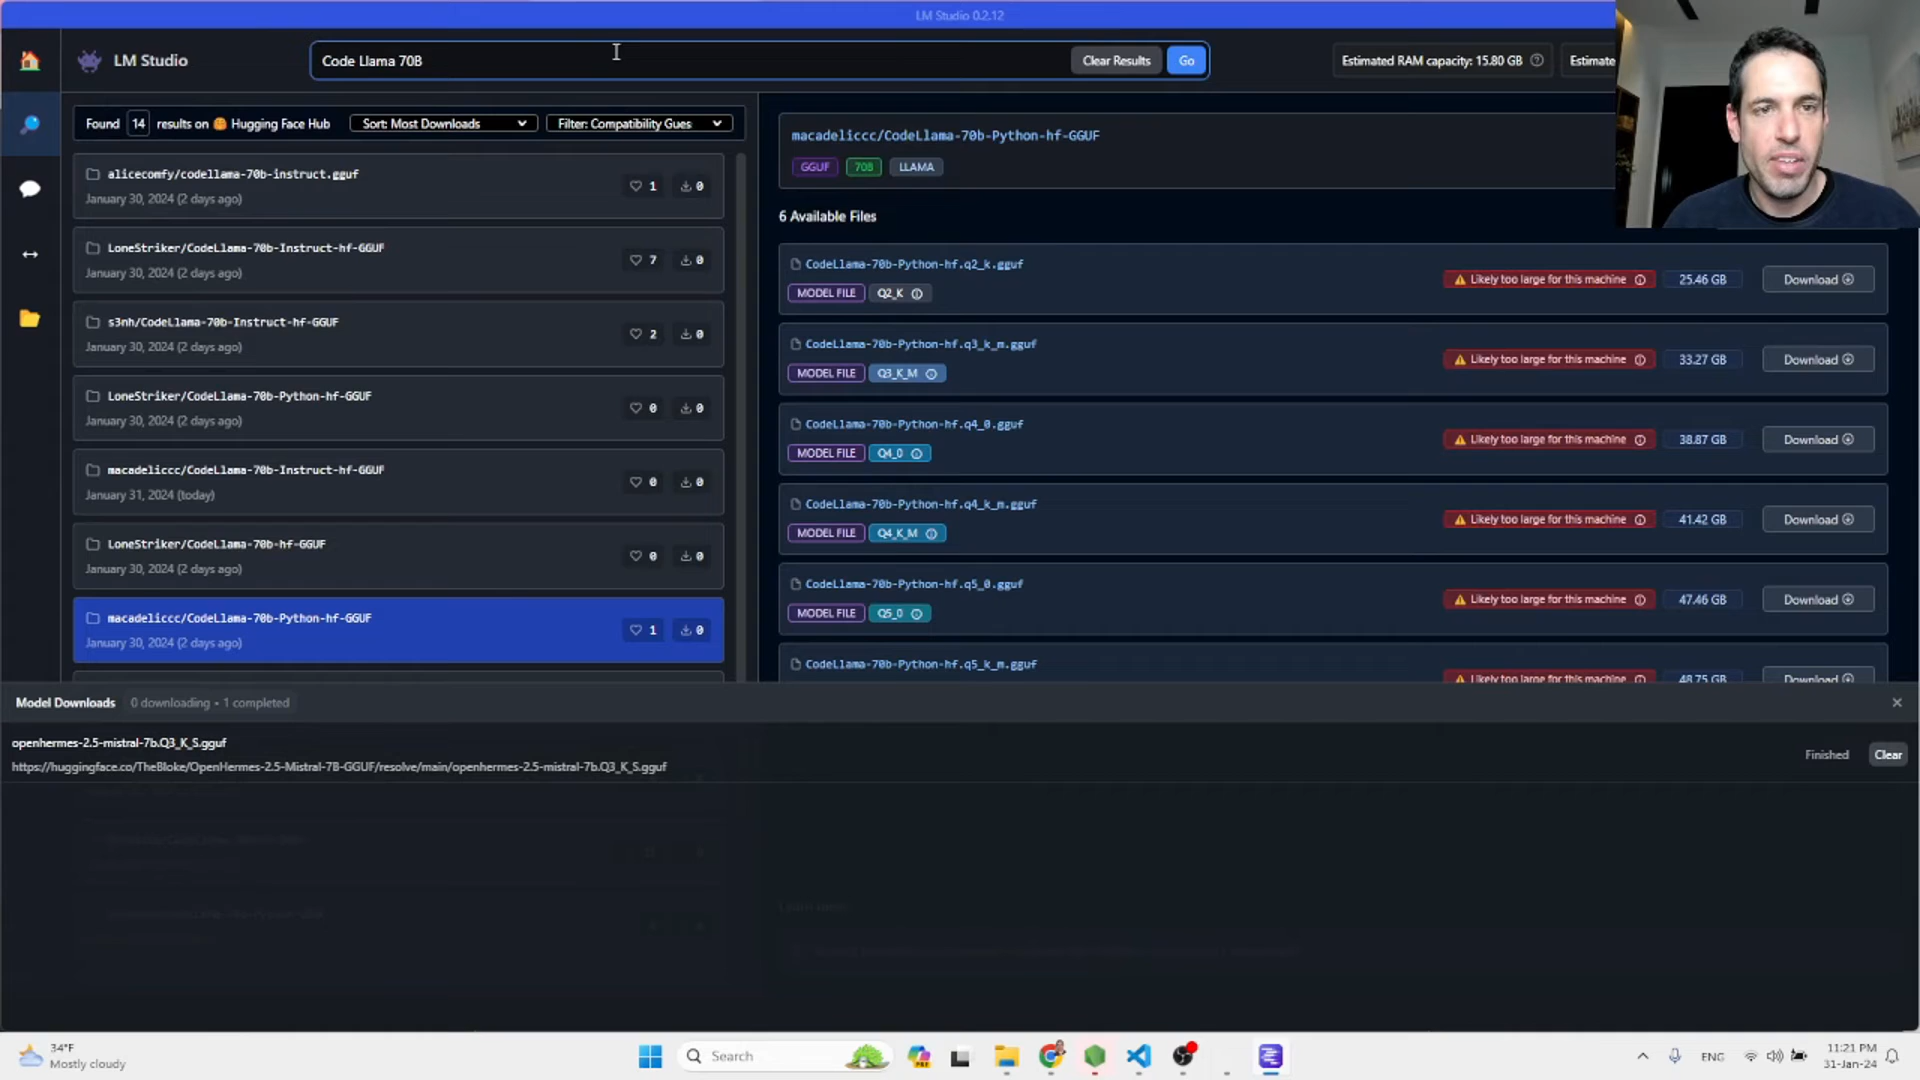 LM Studio 0.2.12
LM Studio
Code Llama 70B
Clear Results
Go
Estimated RAM capacity: 15.80 GB
Estimate
Found 14 results on Hugging Face Hub
Sort: Most Downloads
Filter: Compatibility Gues
alicecomfy/codellama-70b-instruct.gguf
1 0
January 30, 2024 (2 days ago)
LoneStriker/CodeLlama-70b-Instruct-hf-GGUF
7 0
January 30, 2024 (2 days ago)
s3nh/CodeLlama-70b-Instruct-hf-GGUF
2 0
January 30, 2024 (2 days ago)
LoneStriker/CodeLlama-70b-Python-hf-GGUF
0 0
January 30, 2024 (2 days ago)
macadeliccc/CodeLlama-70b-Instruct-hf-GGUF
0 0
January 31, 2024 (today)
LoneStriker/CodeLlama-70b-hf-GGUF
0 0
January 30, 2024 (2 days ago)
macadeliccc/CodeLlama-70b-Python-hf-GGUF
1 0
January 30, 2024 (2 days ago)
macadeliccc/CodeLlama-70b-Python-hf-GGUF
GGUF 70B LLAMA
6 Available Files
CodeLlama-70b-Python-hf.q2_k.gguf
MODEL FILE Q2_K
Likely too large for this machine 25.46 GB Download
CodeLlama-70b-Python-hf.q3_k_m.gguf
MODEL FILE Q3_K_M
Likely too large for this machine 33.27 GB Download
CodeLlama-70b-Python-hf.q4_0.gguf
MODEL FILE Q4_0
Likely too large for this machine 38.87 GB Download
CodeLlama-70b-Python-hf.q4_k_m.gguf
MODEL FILE Q4_K_M
Likely too large for this machine 41.42 GB Download
CodeLlama-70b-Python-hf.q5_0.gguf
MODEL FILE Q5_0
Likely too large for this machine 47.46 GB Download
CodeLlama-70b-Python-hf.q5_k_m.gguf
Likely too large for this machine 48.75 GB Download
Model Downloads 0 downloading • 1 completed
openhermes-2.5-mistral-7b.Q3_K_S.gguf
https://huggingface.co/TheBloke/OpenHermes-2.5-Mistral-7B-GGUF/resolve/main/openhermes-2.5-mistral-7b.Q3_K_S.gguf
Finished
Clear
34°F
Mostly cloudy
Search
ENG
11:21 PM
31-Jan-24